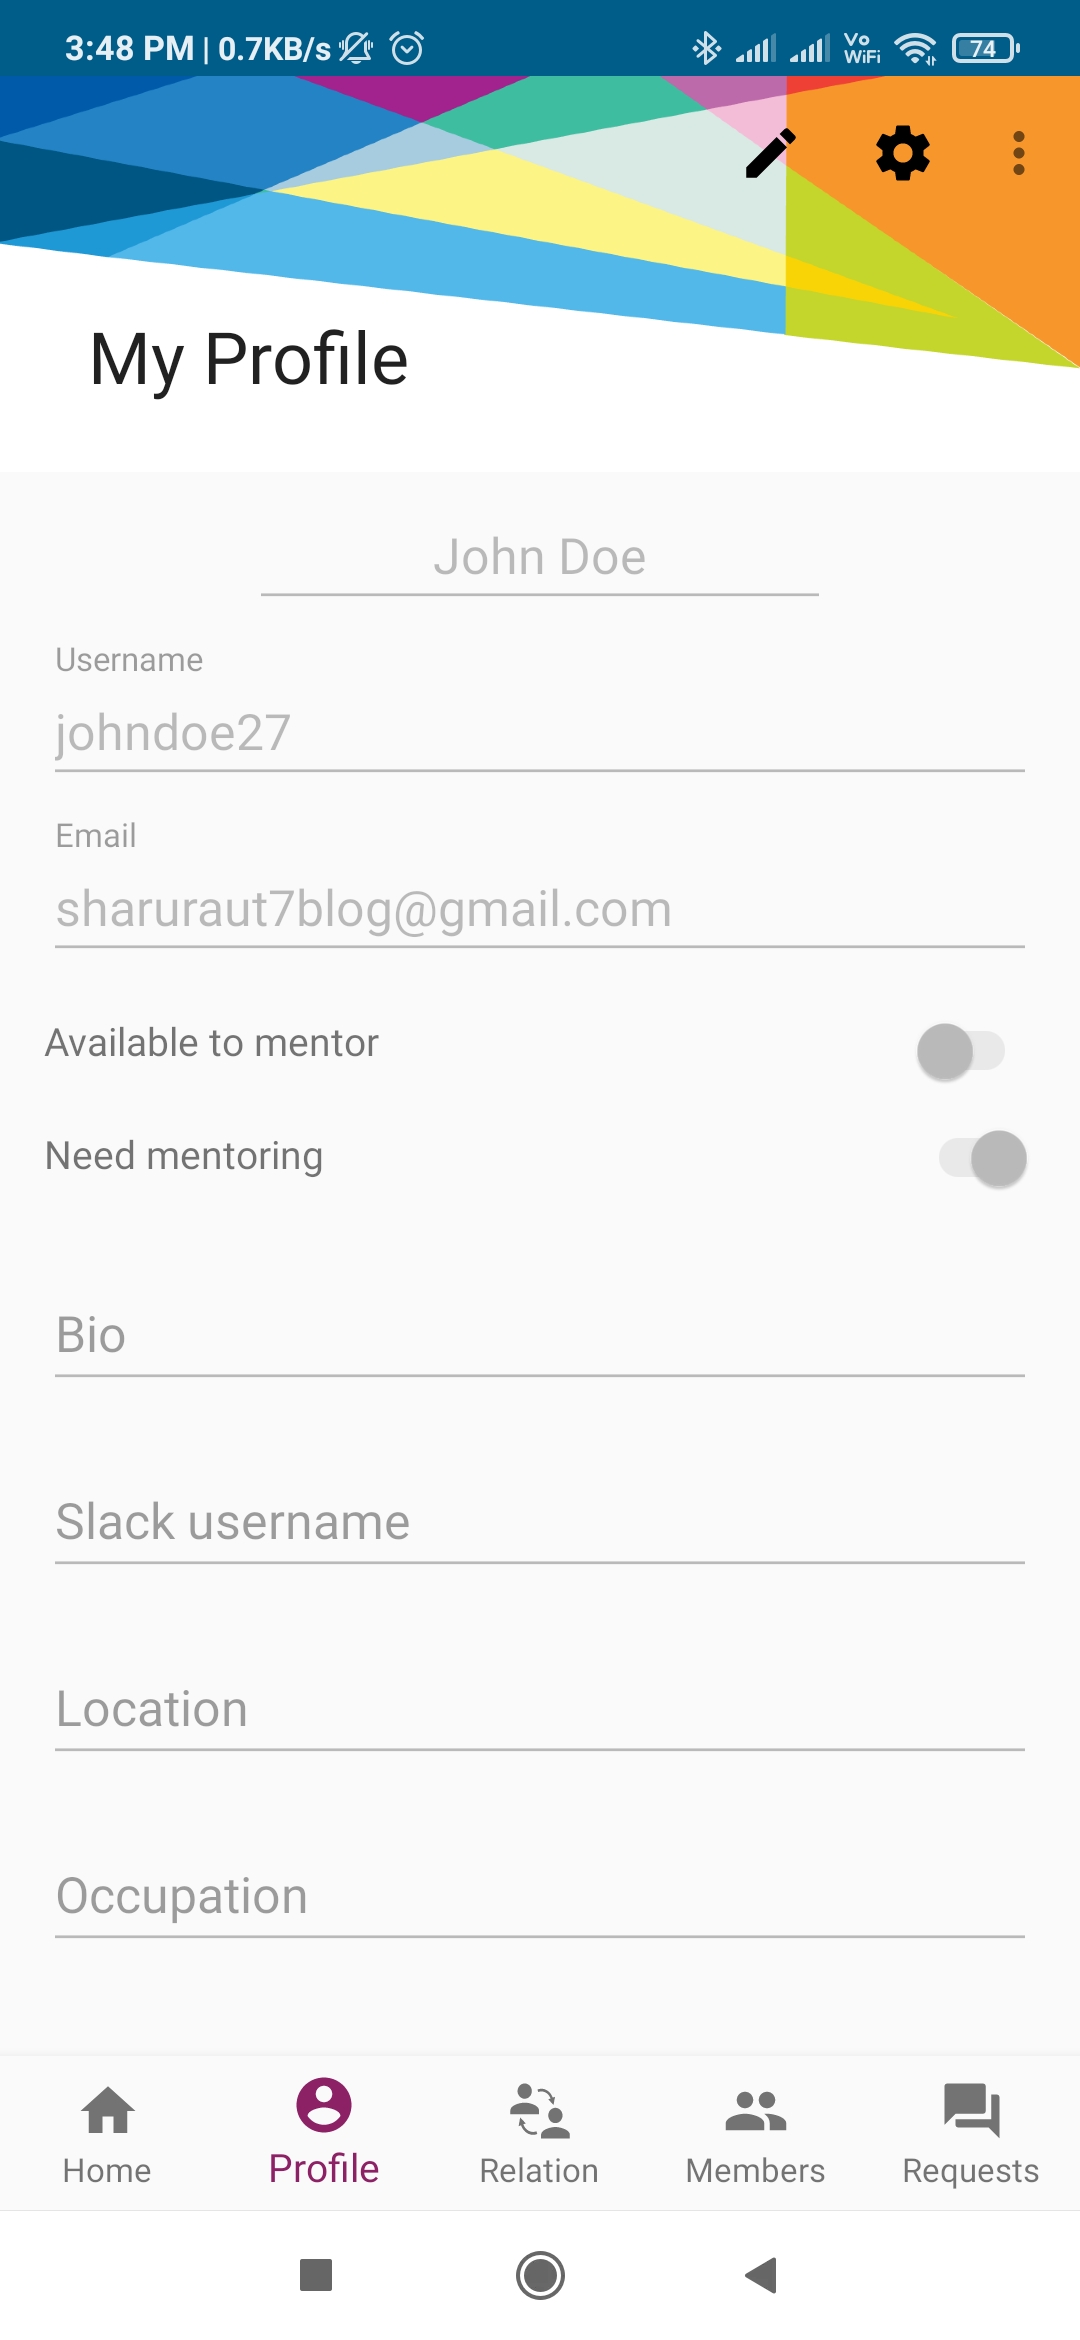 3:48 PM | 0.7KB/s
Vo
WiFi
74
My Profile
John Doe
Username
johndoe27
Email
sharuraut7blog@gmail.com
Available to mentor
Need mentoring
Bio
Slack username
Location
Occupation
Home
Profile
Relation
Members
Requests